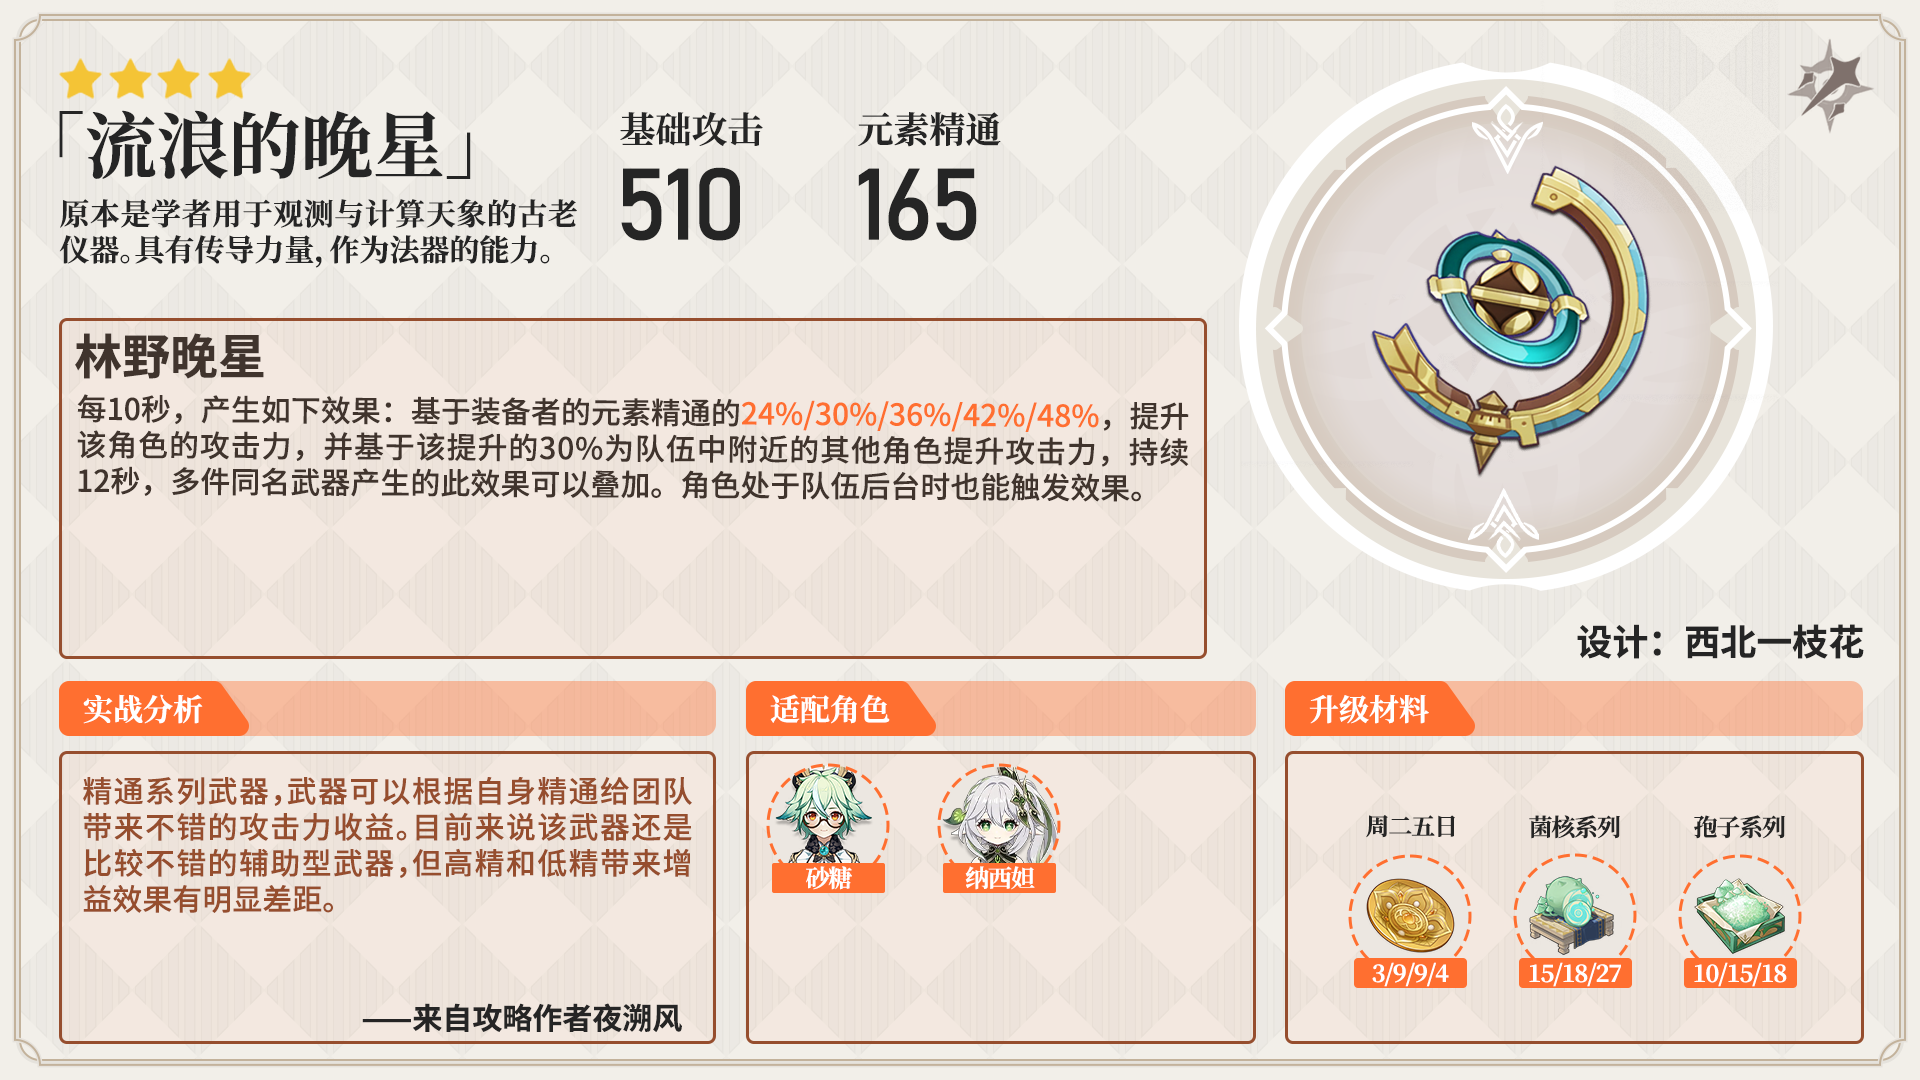 「流浪的晚星」
原本是学者用于观测与计算天象的古老
仪器。具有传导力量，作为法器的能力。
基础攻击
510
元素精通
165
林野晚星
每10秒，产生如下效果：基于装备者的元素精通的24%/30%/36%/42%/48%，提升
该角色的攻击力，并基于该提升的30%为队伍中附近的其他角色提升攻击力，持续
12秒，多件同名武器产生的此效果可以叠加。角色处于队伍后台时也能触发效果。
设计：西北一枝花
实战分析
精通系列武器，武器可以根据自身精通给团队
带来不错的攻击力收益。目前来说该武器还是
比较不错的辅助型武器，但高精和低精带来增
益效果有明显差距。
——来自攻略作者夜溯风
适配角色
砂糖
纳西妲
升级材料
周二五日
菌核系列
孢子系列
3/9/9/4
15/18/27
10/15/18